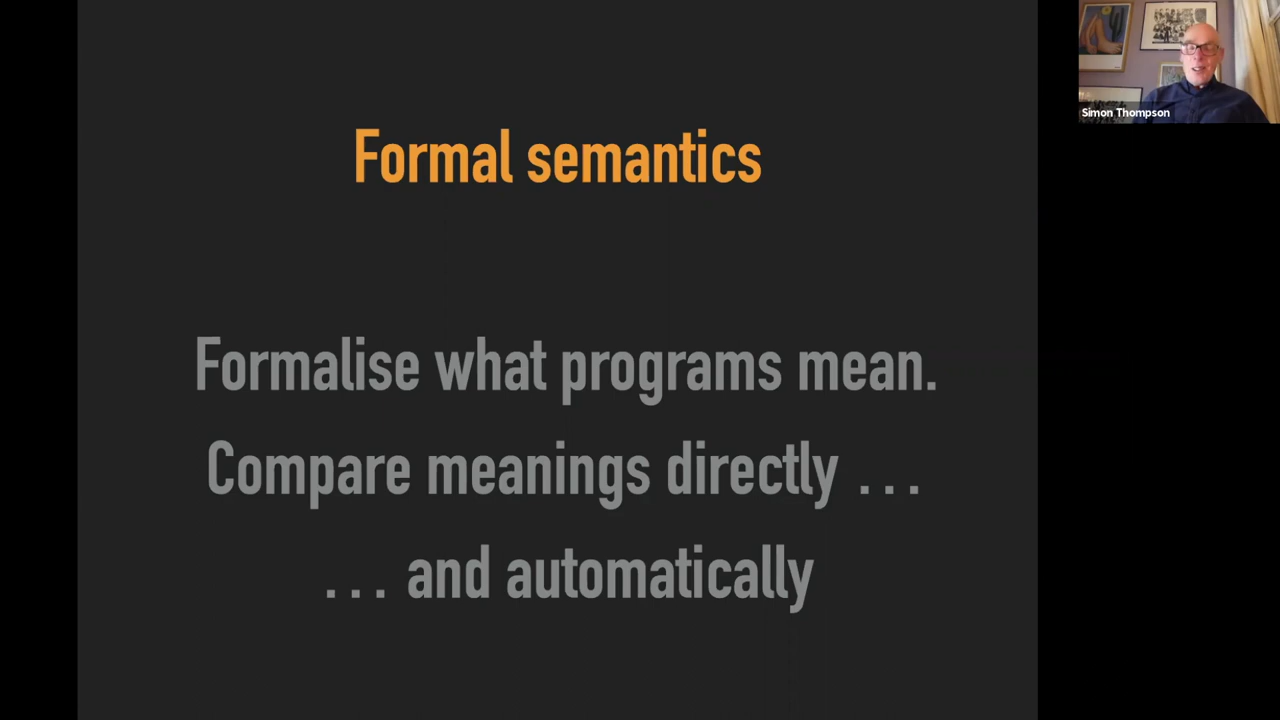 Formal semantics
Formalise what programs mean.
Compare meanings directly ...
... and automatically
Simon Thompson